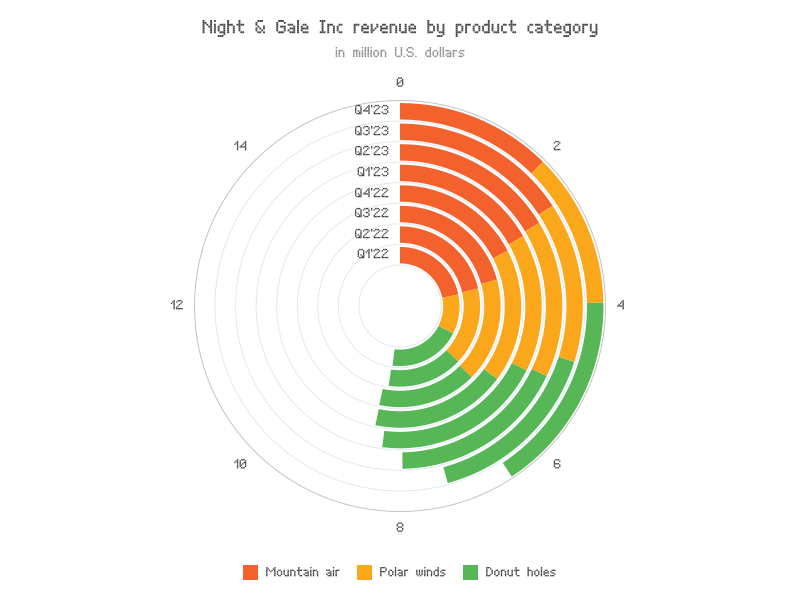 Night & Gale Inc revenue by product category
in million U.S. dollars
0
2
4
6
8
10
12
14
Q4'23
Q3'23
Q2'23
Q1'23
Q4'22
Q3'22
Q2'22
Q1'22
Mountain air
Polar winds
Donut holes